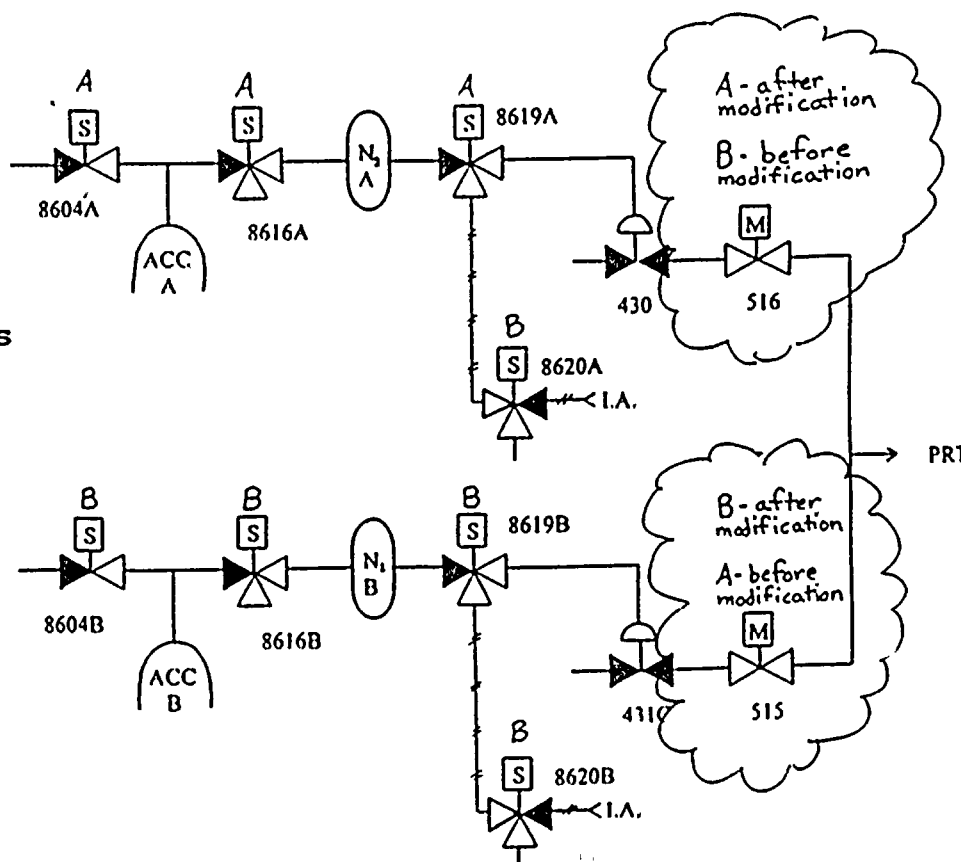 A
A
A
8619A
S
S
S
N₂
A
8604A
8616A
ACC
A
A - after
modification
B - before
modification
M
430
516
s
B
8620A
S
I.A.
PRT
B
B
B
8619B
S
S
S
B
8604B
8616B
ACC
B
B - after
modification
A - before
modification
M
515
B
8620B
S
I.A.